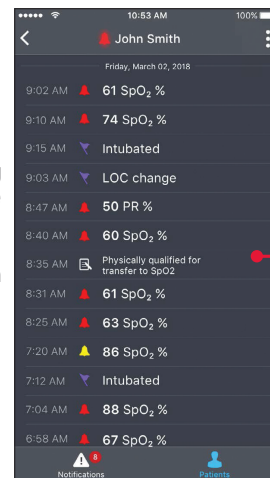 10:53 AM 100%
John Smith
Friday, March 02, 2018
9:02 AM 61 SpO₂ %
9:10 AM 74 SpO₂ %
9:15 AM Intubated
9:03 AM LOC change
8:47 AM 50 PR %
8:40 AM 60 SpO₂ %
8:35 AM Physically qualified for
transfer to SpO2
8:31 AM 61 SpO₂ %
8:25 AM 63 SpO₂ %
7:20 AM 86 SpO₂ %
7:12 AM Intubated
7:04 AM 88 SpO₂ %
6:58 AM 67 SpO₂ %
8
Notifications Patients